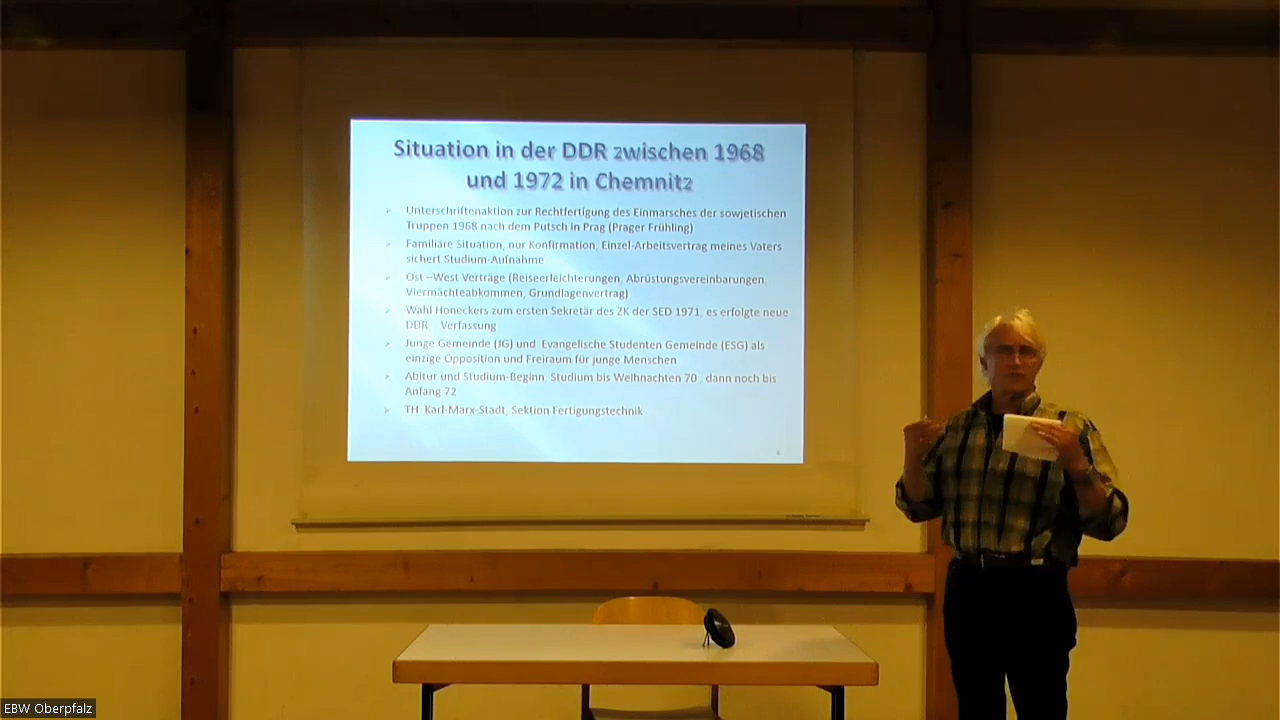 Situation in der DDR zwischen 1968
und 1972 in Chemnitz
Unterschriftenaktion zur Rechtfertigung des Einmarsches der sowjetischen
Truppen 1968 nach dem Putsch in Prag (Prager Frühling)
Familiäre Situation, nur Konfirmation, Einzel-Arbeitsvertrag meines Vaters
sichert Studium-Aufnahme
Ost –West Verträge (Reiseerleichterungen, Abrüstungsvereinbarungen,
Viermächteabkommen, Grundlagenvertrag)
Wahl Honeckers zum ersten Sekretär des ZK der SED 1971, es erfolgte neue
DDR - Verfassung
Junge Gemeinde (JG) und Evangelische Studenten Gemeinde (ESG) als
einzige Opposition und Freiraum für junge Menschen
Abitur und Studium-Beginn, Studium bis Weihnachten 70 , dann noch bis
Anfang 72
TH. Karl-Marx-Stadt, Sektion Fertigungstechnik
EBW Oberpfalz